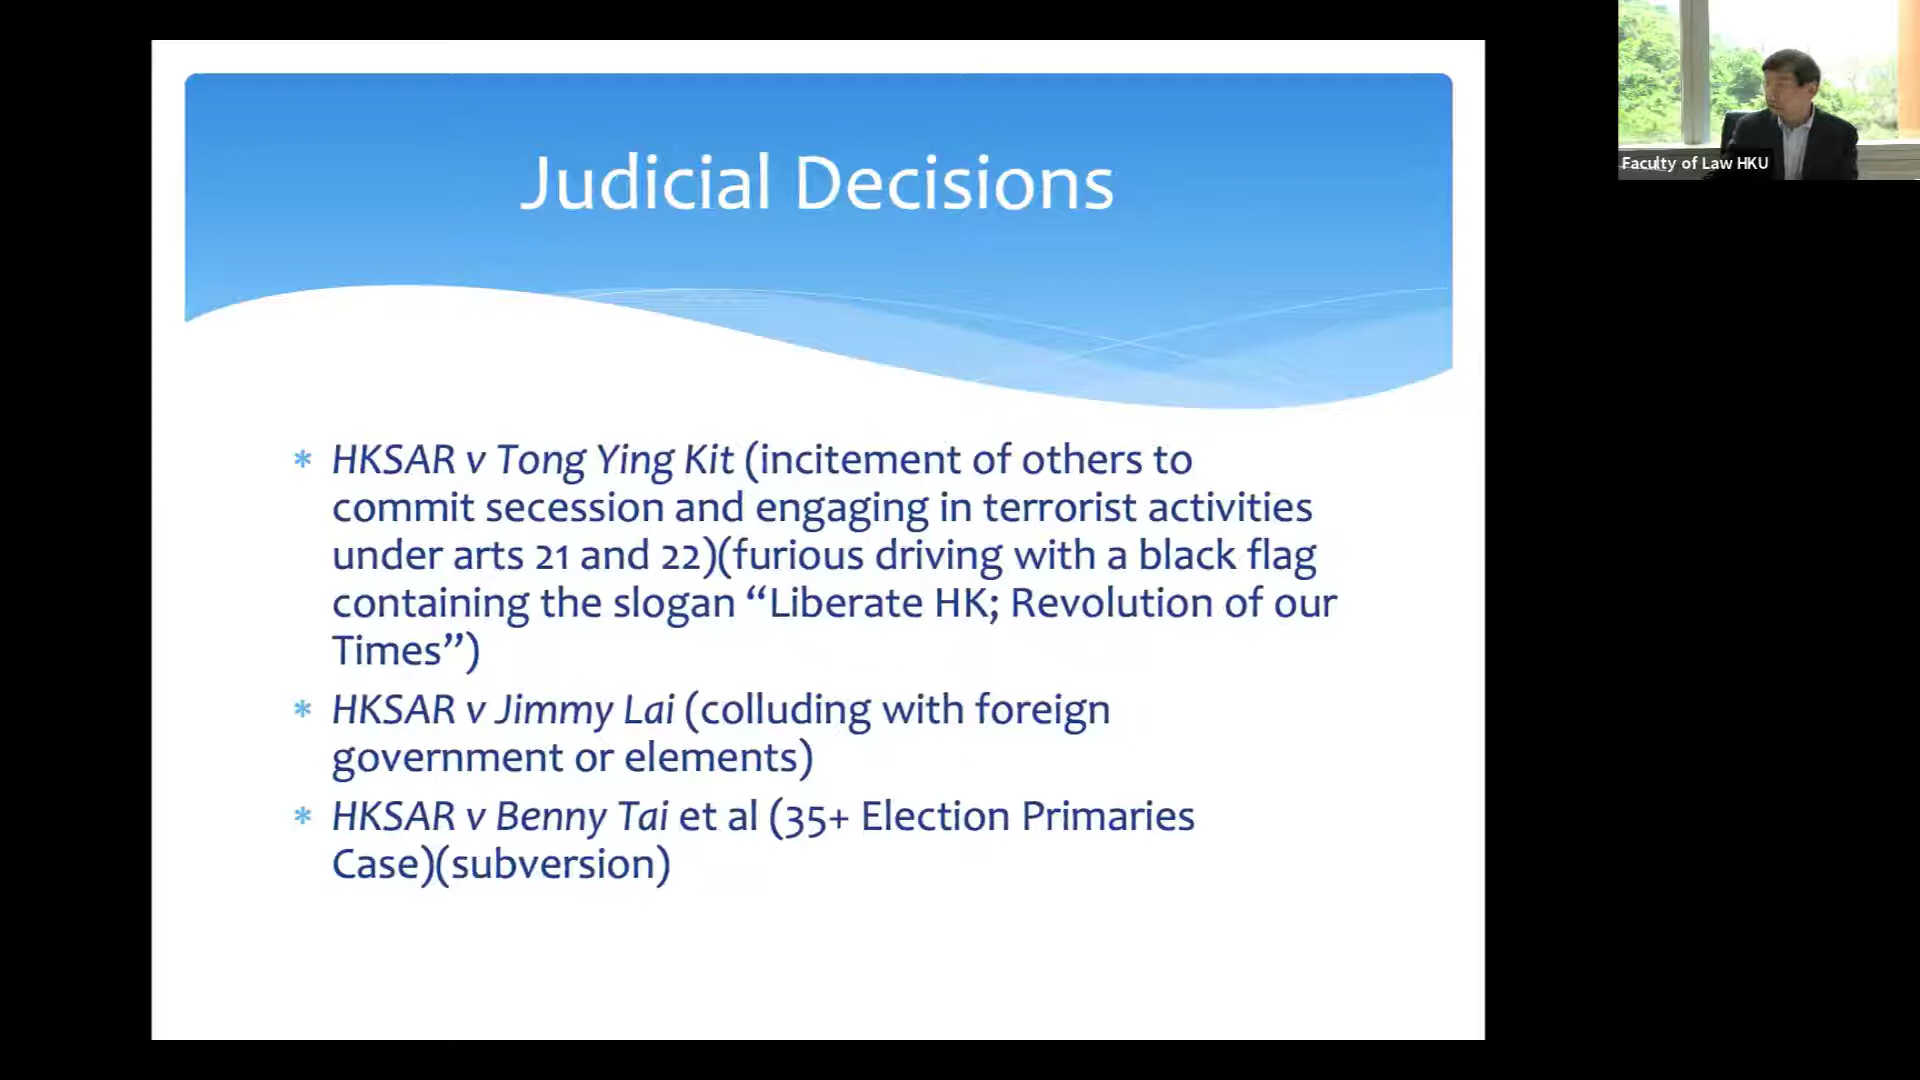 Judicial Decisions
Faculty of Law HKU
* HKSAR v Tong Ying Kit (incitement of others to
commit secession and engaging in terrorist activities
under arts 21 and 22)(furious driving with a black flag
containing the slogan “Liberate HK; Revolution of our
Times”)
* HKSAR v Jimmy Lai (colluding with foreign
government or elements)
* HKSAR v Benny Tai et al (35+ Election Primaries
Case)(subversion)